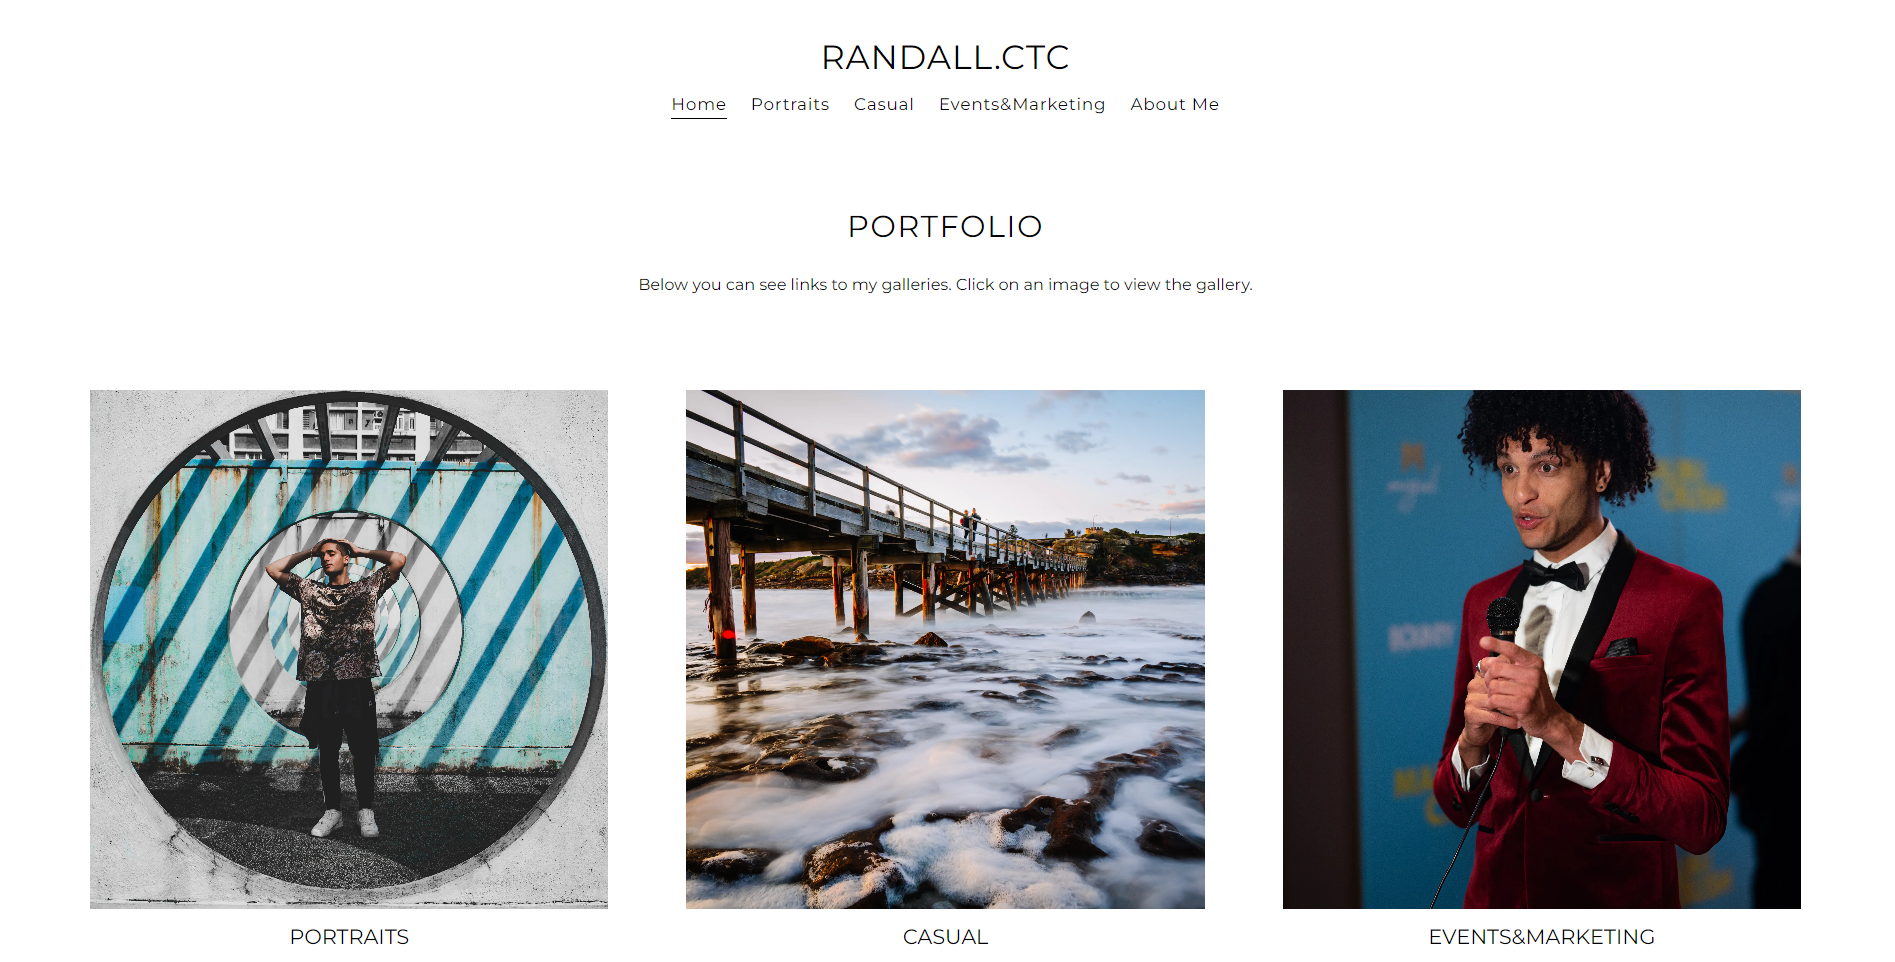 RANDALL.CTC
Home Portraits Casual Events&Marketing About Me
PORTFOLIO
Below you can see links to my galleries. Click on an image to view the gallery.
PORTRAITS
CASUAL
EVENTS&MARKETING